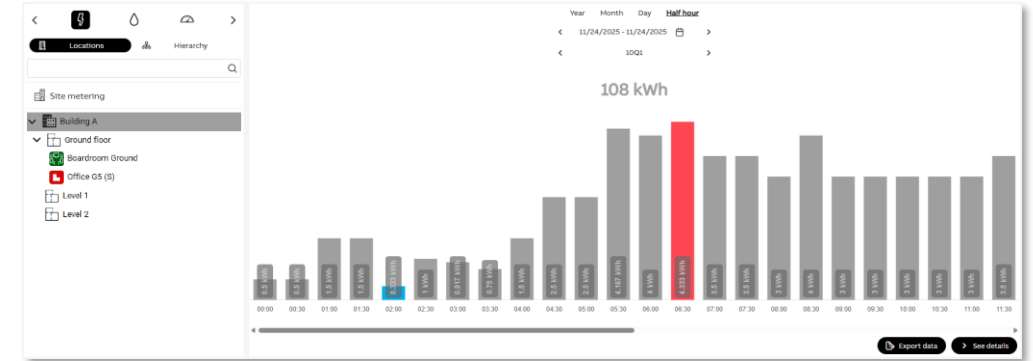 Year Month Day Half hour
11/24/2025 - 11/24/2025
10Q1
Locations Hierarchy
Site metering
Building A
Ground floor
Boardroom Ground
Office G5 (S)
Level 1
Level 2
108 kWh
0.5 kWh 0.5 kWh 1.5 kWh 1.5 kWh 0.333 kWh 1 kWh 0.917 kWh 0.75 kWh 1.5 kWh 2.5 kWh 2.5 kWh 4.167 kWh 4 kWh 4.333 kWh 3.5 kWh 3.5 kWh 3 kWh 4 kWh 3 kWh 3 kWh 3 kWh 3 kWh 3.5 kWh
00:00 00:30 01:00 01:30 02:00 02:30 03:00 03:30 04:00 04:30 05:00 05:30 06:00 06:30 07:00 07:30 08:00 08:30 09:00 09:30 10:00 10:30 11:00 11:30
Export data See details